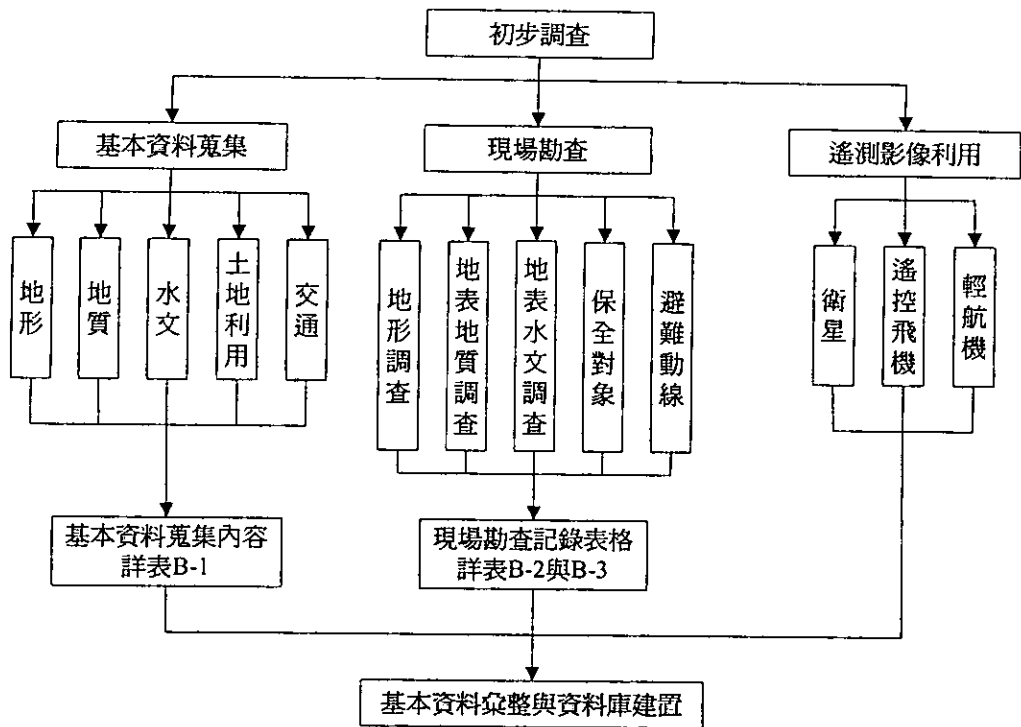 初步調查
基本資料蒐集
現場勘查
遙測影像利用
地形
地質
水文
土地利用
交通
地形調查
地表地質調查
地表水文調查
保全對象
避難動線
衛星
遙控飛機
輕航機
基本資料蒐集內容
詳表B-1
現場勘查記錄表格
詳表B-2與B-3
基本資料彙整與資料庫建置